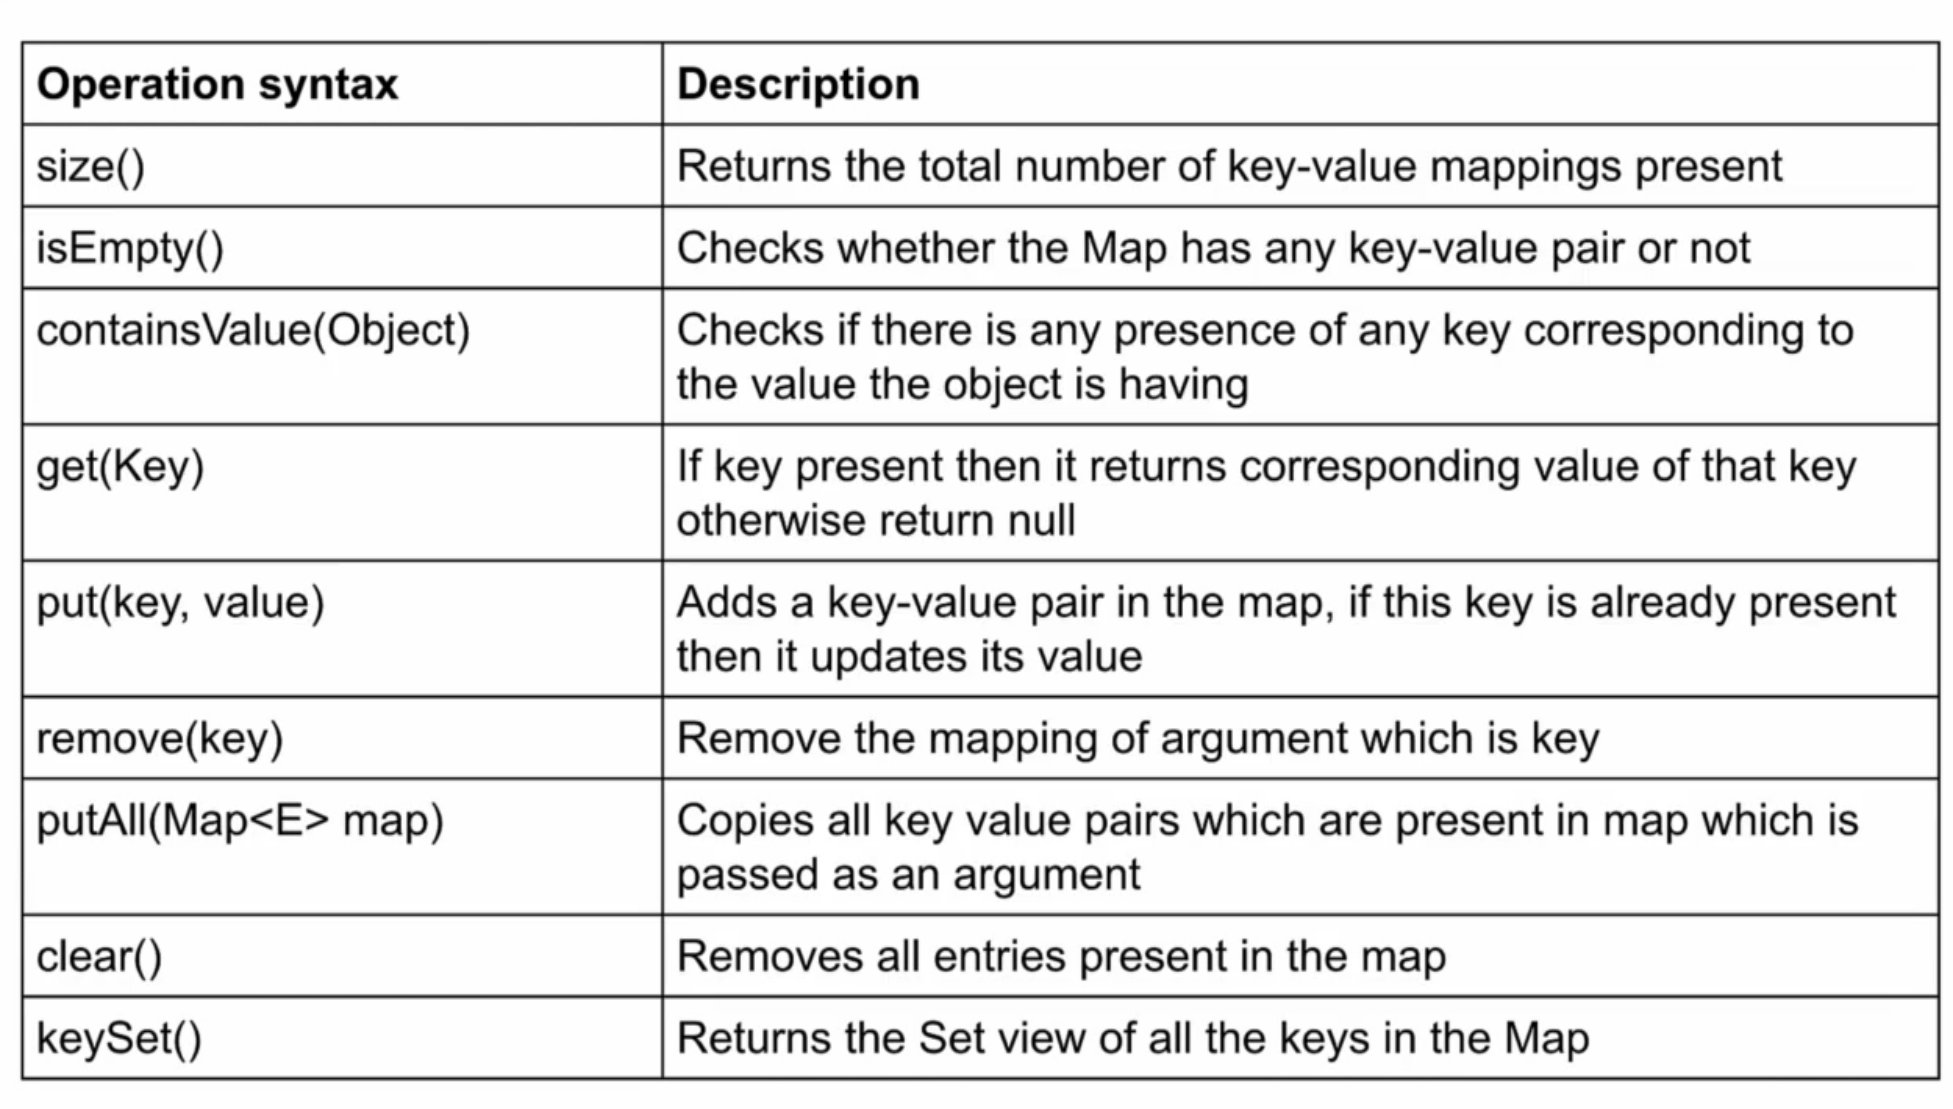 Operation syntax
Description
size()
Returns the total number of key-value mappings present
isEmpty()
Checks whether the Map has any key-value pair or not
containsValue(Object)
Checks if there is any presence of any key corresponding to
the value the object is having
get(Key)
If key present then it returns corresponding value of that key
otherwise return null
put(key, value)
Adds a key-value pair in the map, if this key is already present
then it updates its value
remove(key)
Remove the mapping of argument which is key
putAll(Map<E> map)
Copies all key value pairs which are present in map which is
passed as an argument
clear()
Removes all entries present in the map
keySet()
Returns the Set view of all the keys in the Map